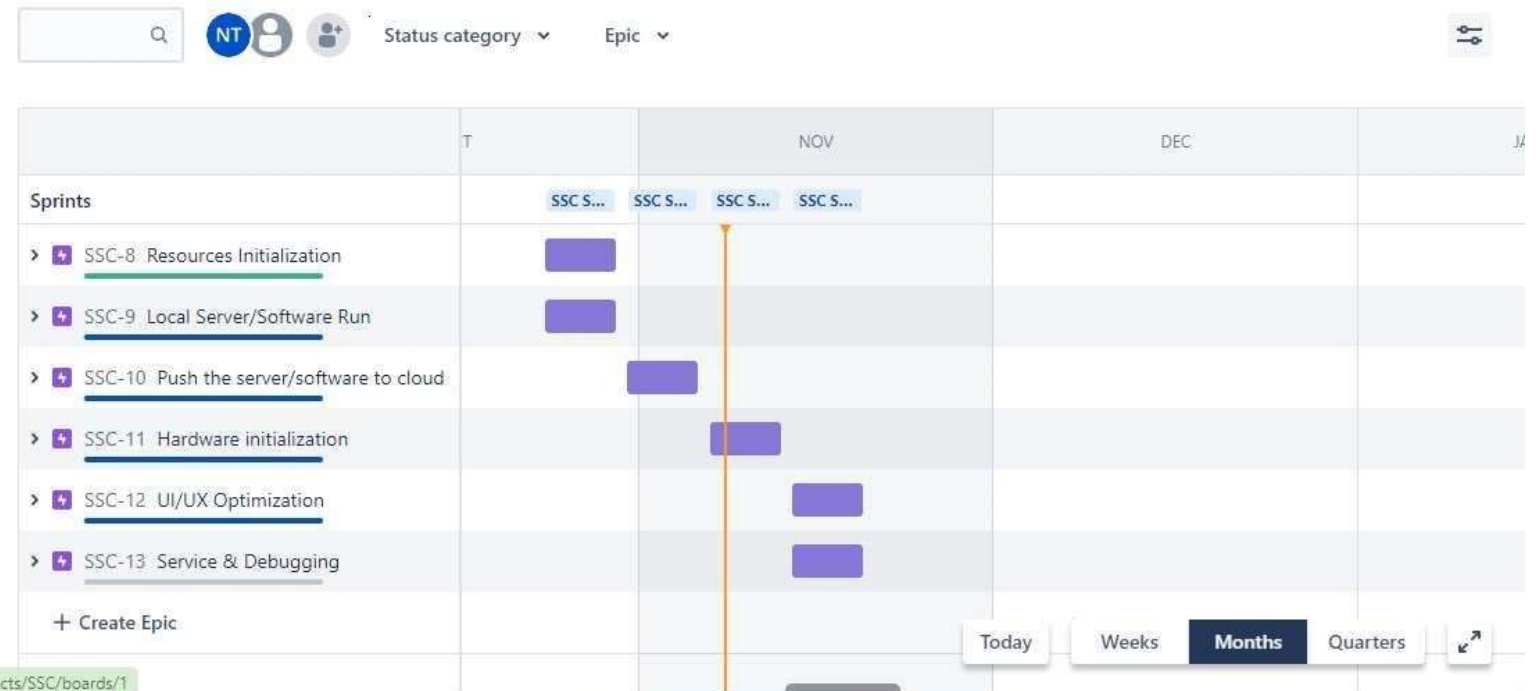 NT Status category Epic
T NOV DEC JA
Sprints SSC S... SSC S... SSC S... SSC S...
SSC-8 Resources Initialization
SSC-9 Local Server/Software Run
SSC-10 Push the server/software to cloud
SSC-11 Hardware initialization
SSC-12 UI/UX Optimization
SSC-13 Service & Debugging
+ Create Epic
Today Weeks Months Quarters
cts/SSC/boards/1